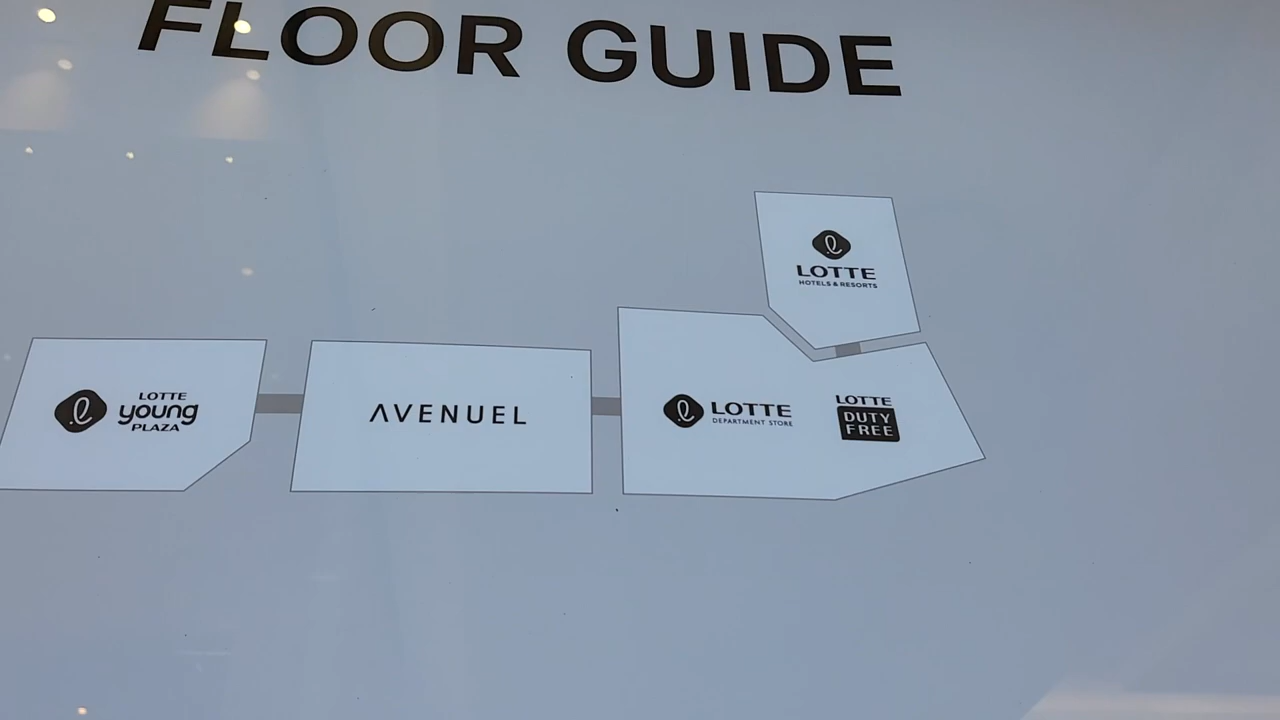 FLOOR GUIDE
LOTTE
HOTELS & RESORTS
LOTTE
young
PLAZA
AVENUEL
LOTTE
DEPARTMENT STORE
LOTTE
DUTY
FREE